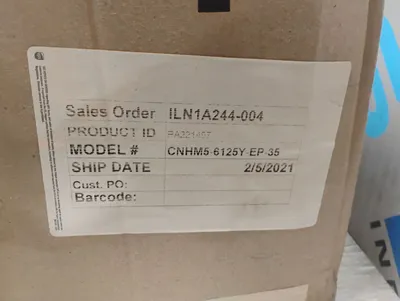 Sales Order ILN1A244-004
PRODUCT ID
MODEL # CNHM5-6125Y-EP-35
SHIP DATE 2/5/2021
Cust. PO:
Barcode: